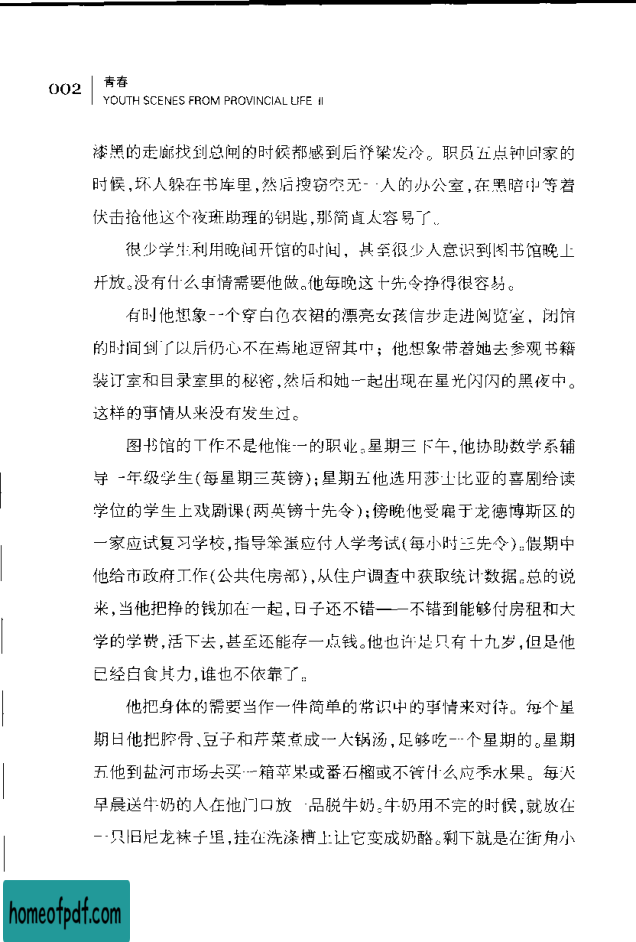 002
青春
YOUTH SCENES FROM PROVINCIAL LIFE II
漆黑的走廊找到总闸的时候都感到后脊梁发冷。职员五点钟回家的
时候,坏人躲在书库里,然后搜窃空无一人的办公室,在黑暗中等着
伏击抢他这个夜班助理的钥匙,那简直太容易了。
很少学生利用晚间开馆的时间，甚至很少人意识到图书馆晚上
开放。没有什么事情需要他做。他每晚这十先令挣得很容易。
有时他想象一个穿白色衣裙的漂亮女孩信步走进阅览室，闭馆
的时间到了以后仍心不在焉地逗留其中；他想象带着她去参观书籍
装订室和目录室里的秘密,然后和她一起出现在星光闪闪的黑夜中。
这样的事情从来没有发生过。
图书馆的工作不是他惟一的职业。星期三下午,他协助数学系辅
导一年级学生(每星期三英镑);星期五他选用莎士比亚的喜剧给读
学位的学生上戏剧课(两英镑十先令);傍晚他受雇于龙德博斯区的
一家应试复习学校,指导笨蛋应付入学考试(每小时三先令)。假期中
他给市政府工作(公共住房部),从住户调查中获取统计数据。总的说
来,当他把挣的钱加在一起,日子还不错——不错到能够付房租和大
学的学费,活下去,甚至还能存一点钱。他也许是只有十九岁,但是他
已经自食其力,谁也不依靠了。
他把身体的需要当作一件简单的常识中的事情来对待。每个星
期日他把脖骨、豆子和芹菜煮成一大锅汤,足够吃一个星期的。星期
五他到盐河市场去买一箱苹果或番石榴或不管什么应季水果。每天
早晨送牛奶的人在他门口放一品脱牛奶。牛奶用不完的时候,就放在
一只旧尼龙袜子里,挂在洗涤槽上让它变成奶酪。剩下就是在街角小
homeofpdf.com